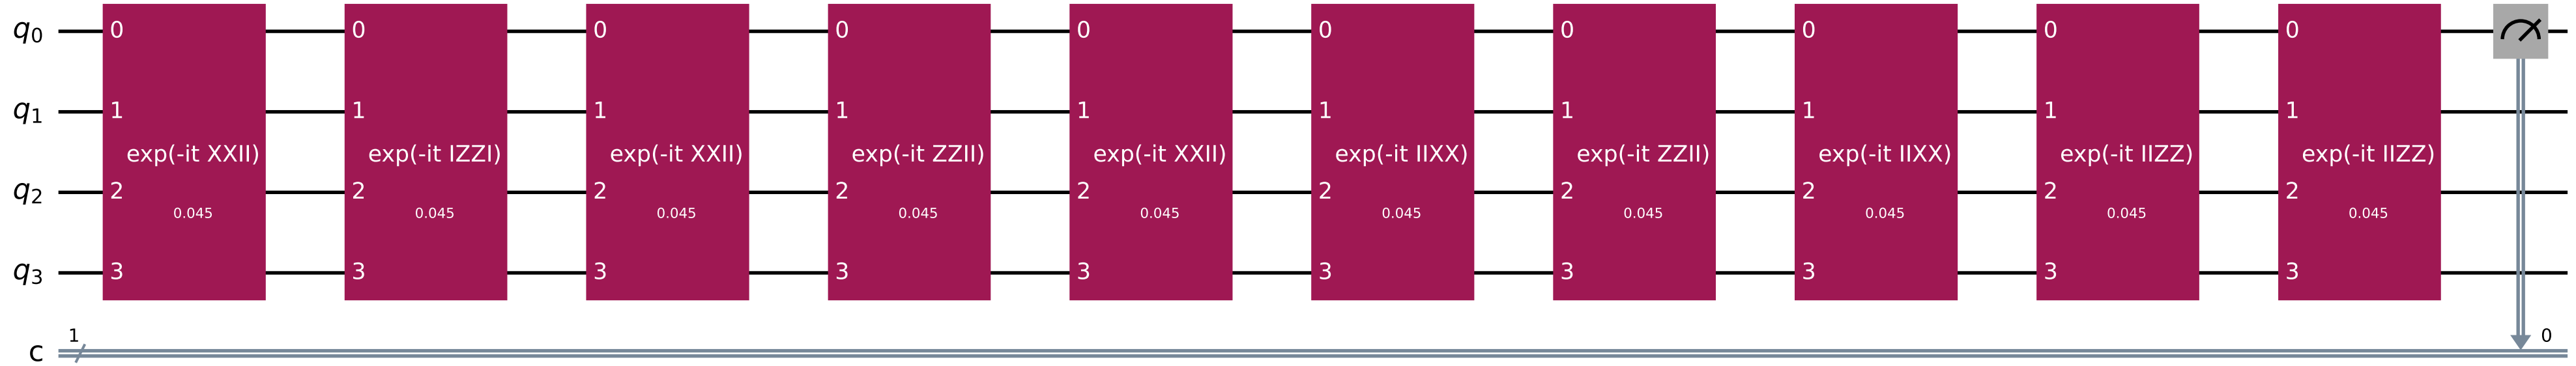 q0 0 0 0 0 0 0 0 0 0 0
q1 1 1 1 1 1 1 1 1 1 1
exp(-it XXII) exp(-it IZZI) exp(-it XXII) exp(-it ZZII) exp(-it XXII) exp(-it IIXX) exp(-it ZZII) exp(-it IIXX) exp(-it IIZZ) exp(-it IIZZ)
q2 2 2 2 2 2 2 2 2 2 2
0.045 0.045 0.045 0.045 0.045 0.045 0.045 0.045 0.045 0.045
q3 3 3 3 3 3 3 3 3 3 3
1 0
c